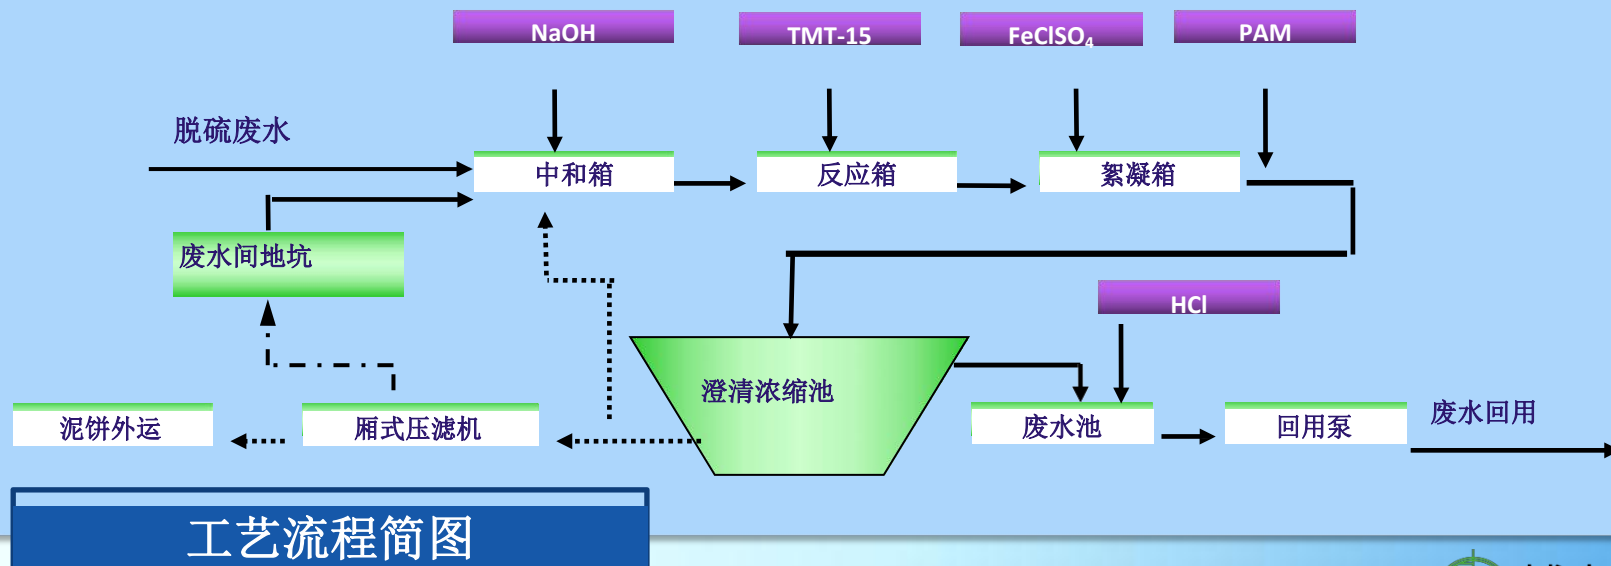 NaOH
TMT-15
FeClSO₄
PAM
脱硫废水
中和箱
反应箱
絮凝箱
废水间地坑
HCl
澄清浓缩池
泥饼外运
厢式压滤机
废水池
回用泵
废水回用
工艺流程简图